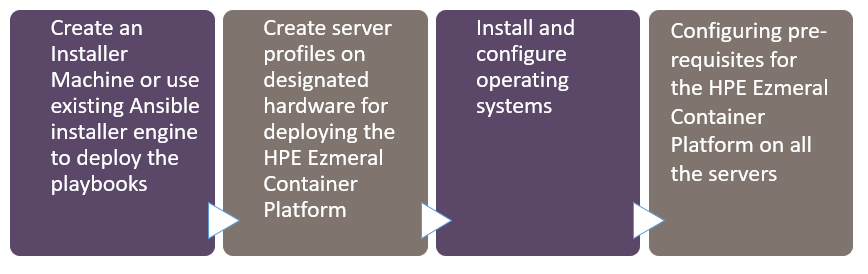 Create an
Installer
Machine or use
existing Ansible
installer engine
to deploy the
playbooks
Create server
profiles on
designated
hardware for
deploying the
HPE Ezmeral
Container
Platform
Install and
configure
operating
systems
Configuring pre-
requisites for
the HPE Ezmeral
Container
Platform on all
the servers